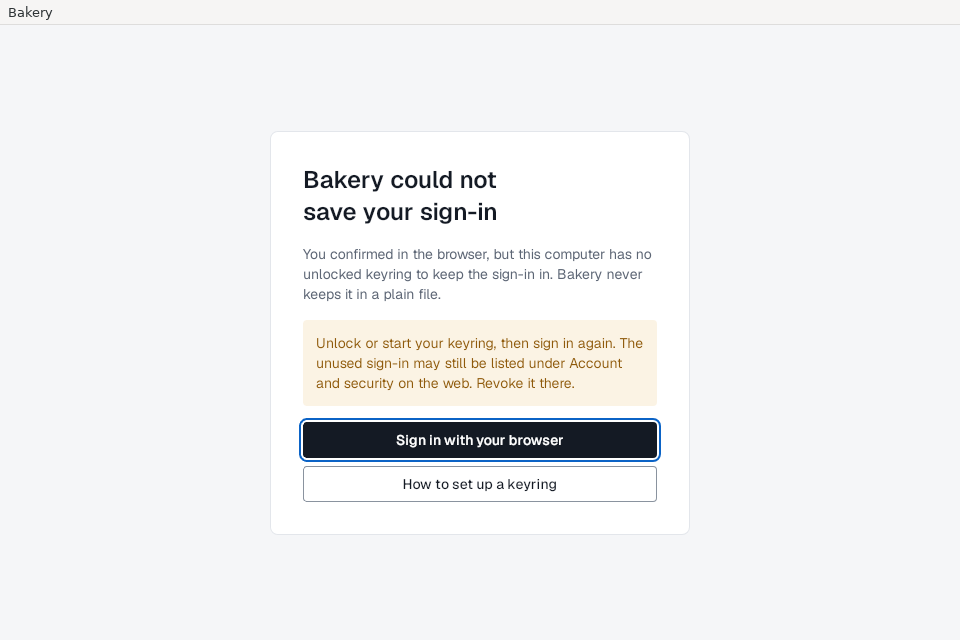 Bakery
Bakery could not
save your sign-in
You confirmed in the browser, but this computer has no
unlocked keyring to keep the sign-in in. Bakery never
keeps it in a plain file.
Unlock or start your keyring, then sign in again. The
unused sign-in may still be listed under Account
and security on the web. Revoke it there.
Sign in with your browser
How to set up a keyring